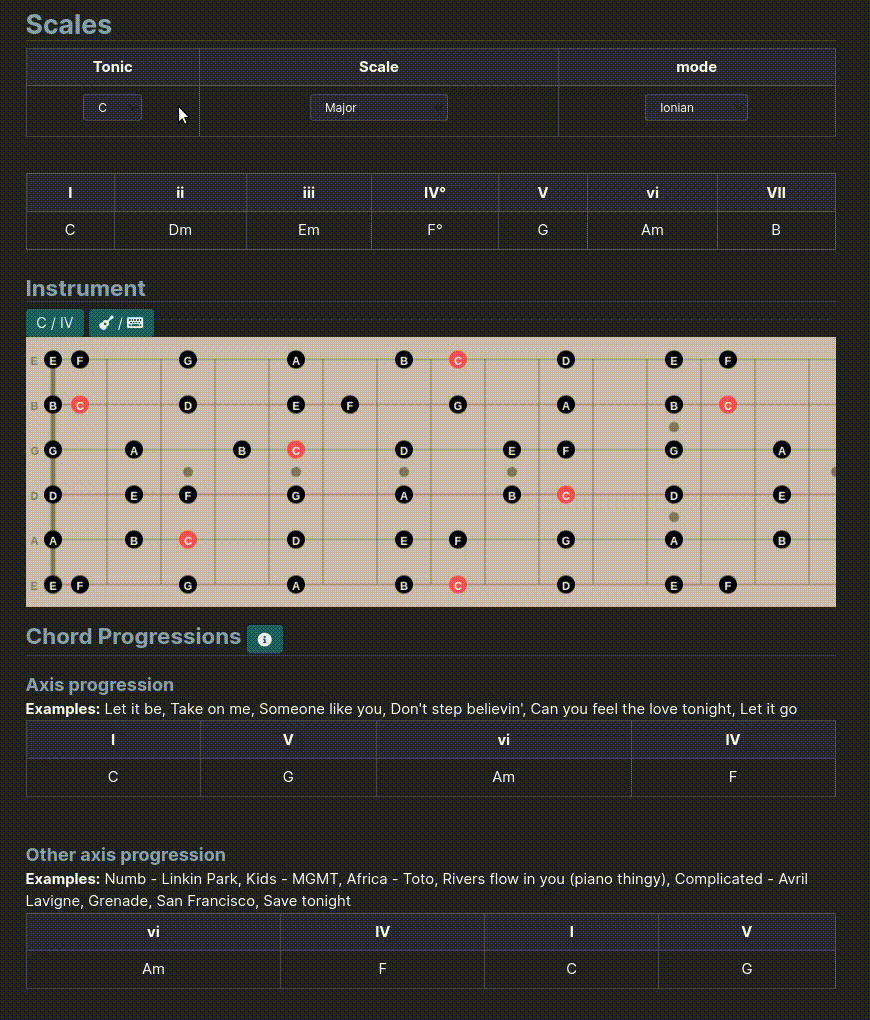 Scales
Tonic Scale mode
C Major Ionian
I ii iii IV° V vi VII
C Dm Em F° G Am B
Instrument
C / IV /
E E F G A B C D E F
B B C D E F G A B C
G G A B C D E F G A
D D E F G A B C D E
A A B C D E F G A B
E E F G A B C D E F
Chord Progressions
Axis progression
Examples: Let it be, Take on me, Someone like you, Don't step believin', Can you feel the love tonight, Let it go
I V vi IV
C G Am F
Other axis progression
Examples: Numb - Linkin Park, Kids - MGMT, Africa - Toto, Rivers flow in you (piano thingy), Complicated - Avril
Lavigne, Grenade, San Francisco, Save tonight
vi IV I V
Am F C G